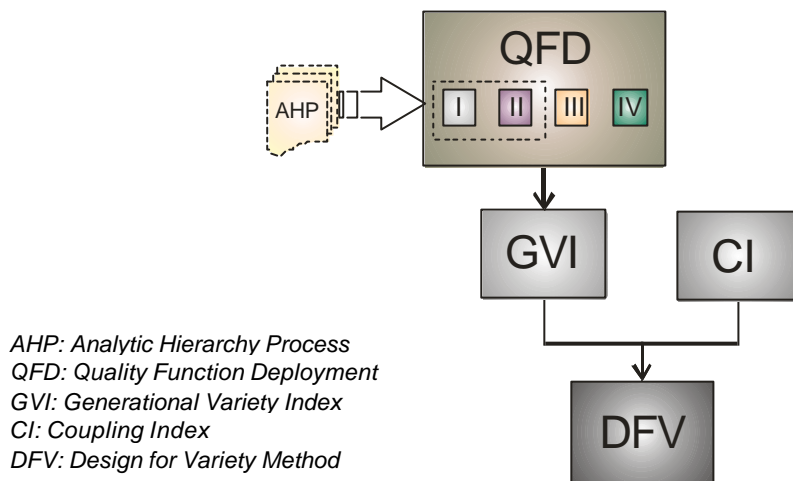 QFD
AHP
I II III IV
GVI CI
AHP: Analytic Hierarchy Process
QFD: Quality Function Deployment
GVI: Generational Variety Index
CI: Coupling Index
DFV: Design for Variety Method
DFV